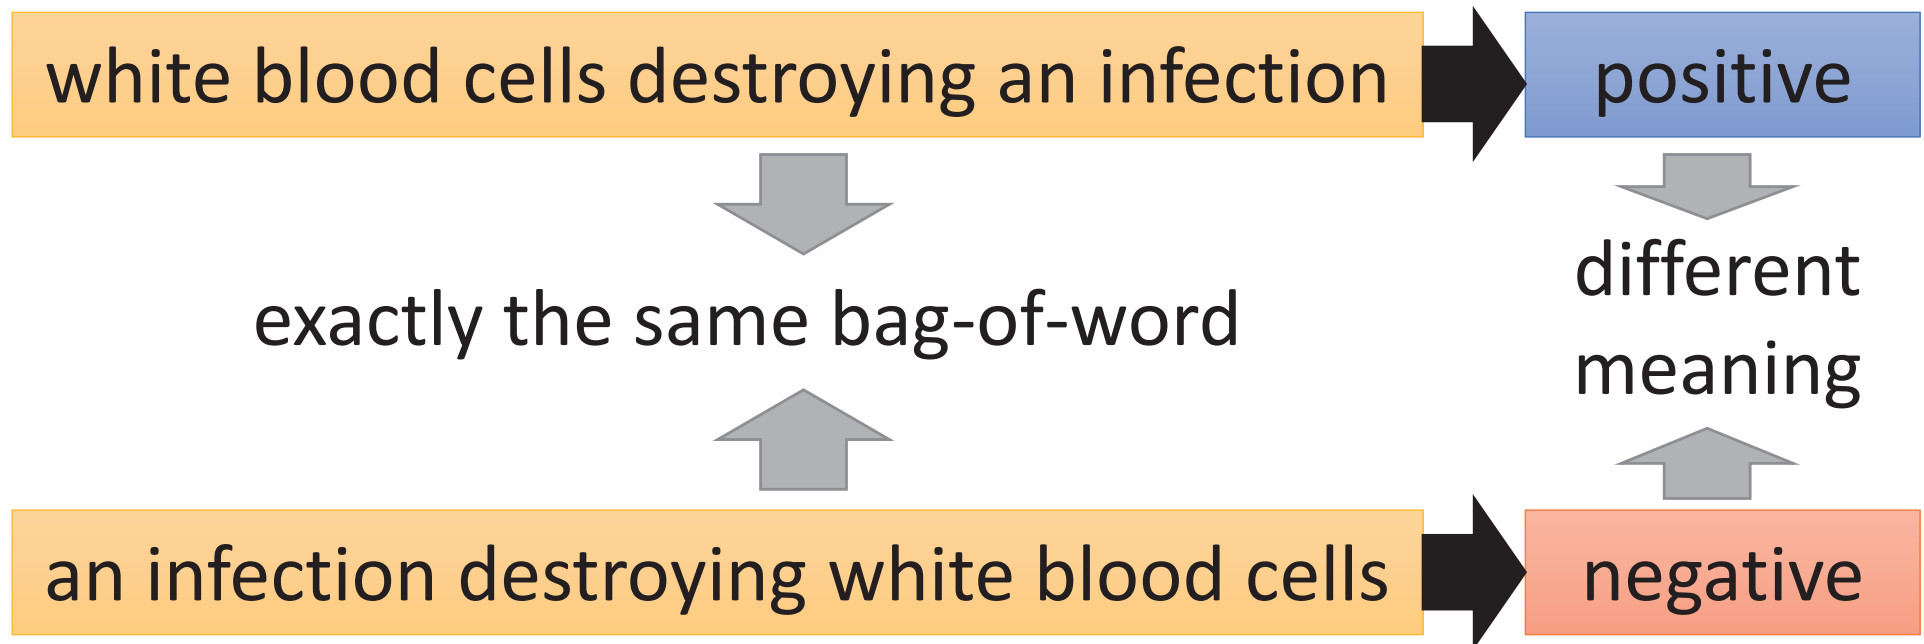 white blood cells destroying an infection
positive
exactly the same bag-of-word
different
meaning
an infection destroying white blood cells
negative